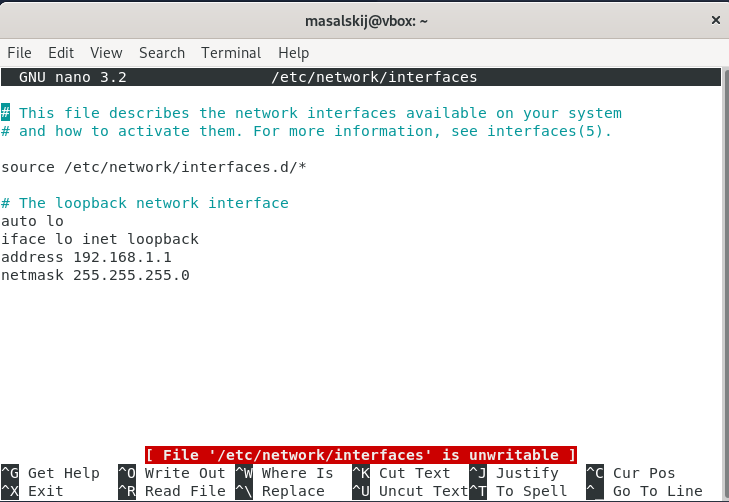 masalskij@vbox: ~
×
File Edit View Search Terminal Help
GNU nano 3.2 /etc/network/interfaces
# This file describes the network interfaces available on your system
# and how to activate them. For more information, see interfaces(5).
source /etc/network/interfaces.d/*
# The loopback network interface
auto lo
iface lo inet loopback
address 192.168.1.1
netmask 255.255.255.0
[ File '/etc/network/interfaces' is unwritable ]
^G Get Help ^O Write Out ^W Where Is ^K Cut Text ^J Justify ^C Cur Pos
^X Exit ^R Read File ^\ Replace ^U Uncut Text ^T To Spell ^_ Go To Line